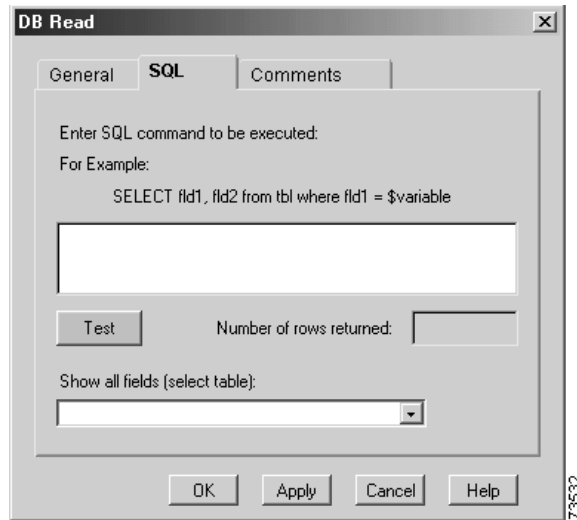 DB Read
General SQL Comments
Enter SQL command to be executed:
For Example:
SELECT fld1, fld2 from tbl where fld1 = $variable
Test Number of rows returned:
Show all fields (select table):
OK Apply Cancel Help
73532